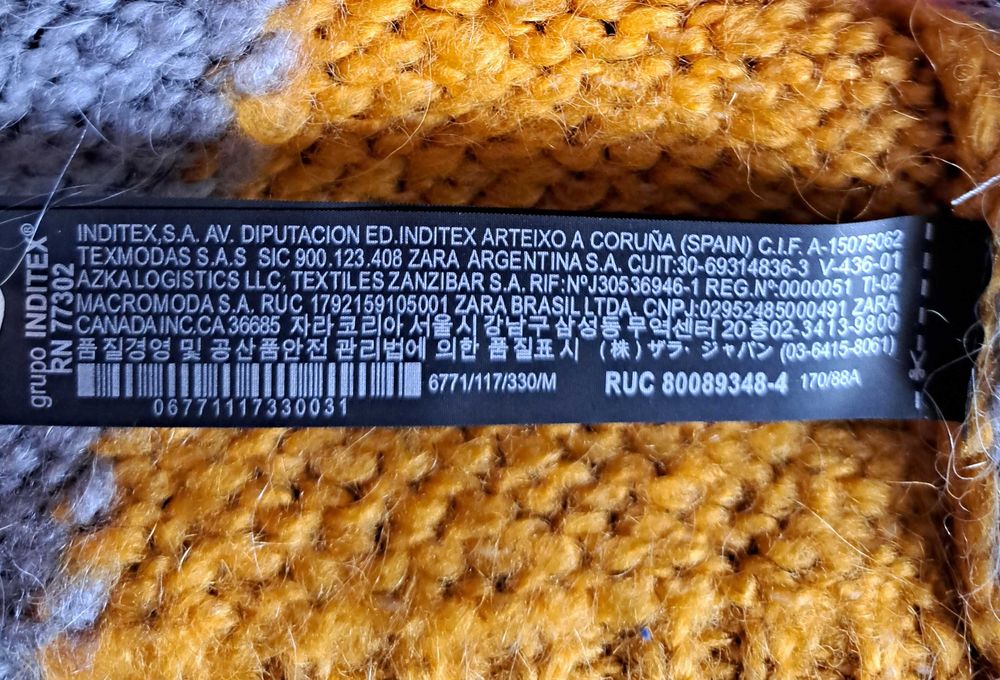 grupo INDITEX®
RN 77302
INDITEX,S.A. AV. DIPUTACION ED.INDITEX ARTEIXO A CORUÑA (SPAIN) C.I.F. A-15075062
TEXMODAS S.A.S SIC 900.123.408 ZARA ARGENTINA S.A. CUIT:30-69314836-3 V-436-01
AZKALOGISTICS LLC, TEXTILES ZANZIBAR S.A. RIF:NºJ30536946-1 REG.Nº:0000051 TI-02
MACROMODA S.A. RUC 1792159105001 ZARA BRASIL LTDA. CNPJ:02952485000491 ZARA
CANADA INC.CA 36685 자라코리아 서울시 강남구 삼성동 무역센터 20층02-3413-9800
품질경영 및 공산품안전 관리법에 의한 품질표시 (株) ザラ・ジャパン (03-6415-8061)
6771/117/330/M RUC 80089348-4 170/88A
06771117330031